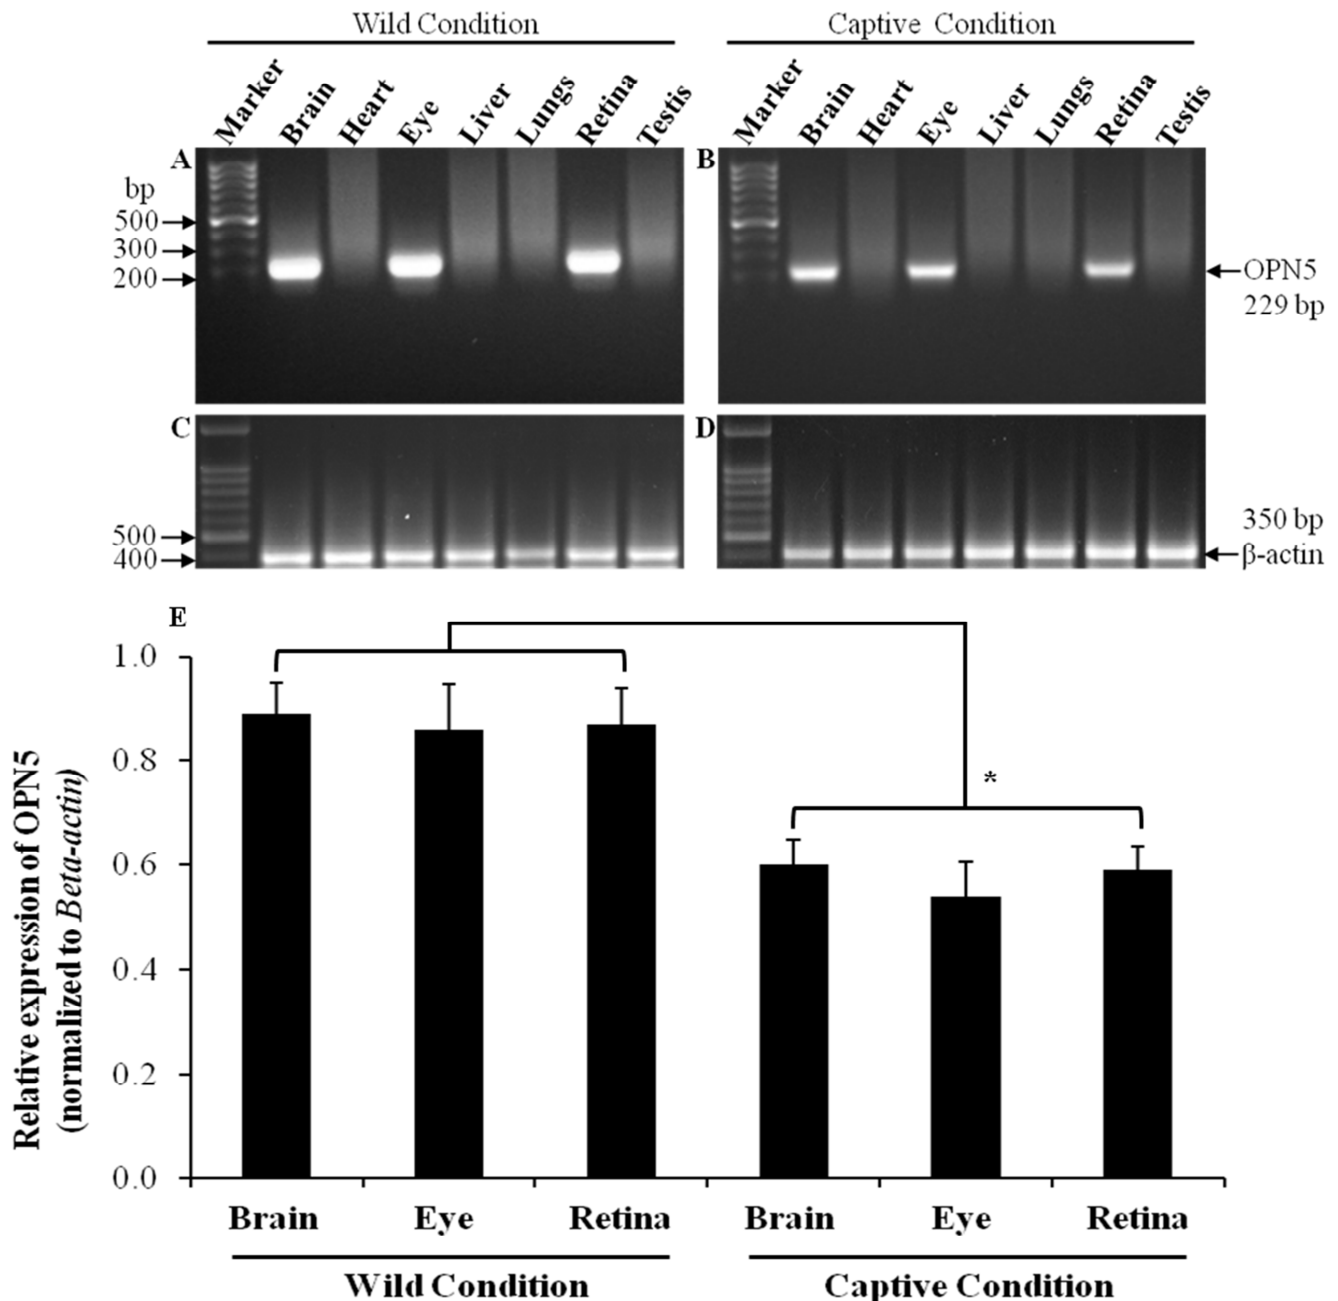 Wild Condition
Captive Condition
Marker
Brain
Heart
Eye
Liver
Lungs
Retina
Testis
Marker
Brain
Heart
Eye
Liver
Lungs
Retina
Testis
A
B
bp
500
300
200
OPN5
229 bp
C
D
500
400
350 bp
β-actin
E
1.0
0.8
0.6
0.4
0.2
0.0
*
Relative expression of OPN5
(normalized to Beta-actin)
Brain Eye Retina Brain Eye Retina
Wild Condition Captive Condition